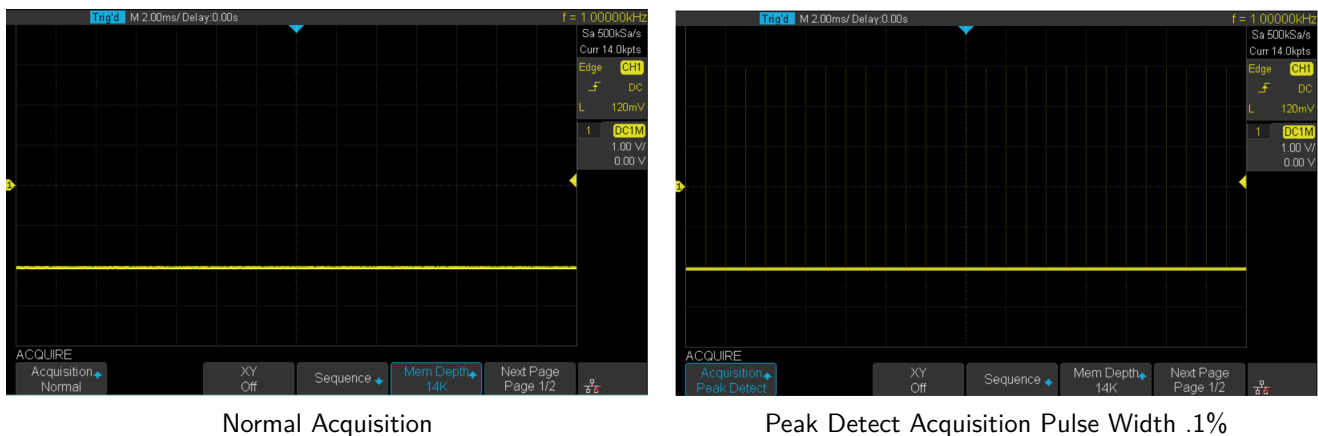 Trig'd M 2.00ms/ Delay:0.00s f = 1.00000kHz
Sa 500kSa/s
Curr 14.0kpts
Edge CH1
DC
L 120mV
1 DC1M
1.00 V/
0.00 V
1
ACQUIRE
Acquisition
Normal
XY
Off
Sequence
Mem Depth
14K
Next Page
Page 1/2
Normal Acquisition
Trig'd M 2.00ms/ Delay:0.00s f = 1.00000kHz
Sa 500kSa/s
Curr 14.0kpts
Edge CH1
DC
L 120mV
1 DC1M
1.00 V/
0.00 V
1
ACQUIRE
Acquisition
Peak Detect
XY
Off
Sequence
Mem Depth
14K
Next Page
Page 1/2
Peak Detect Acquisition Pulse Width .1%